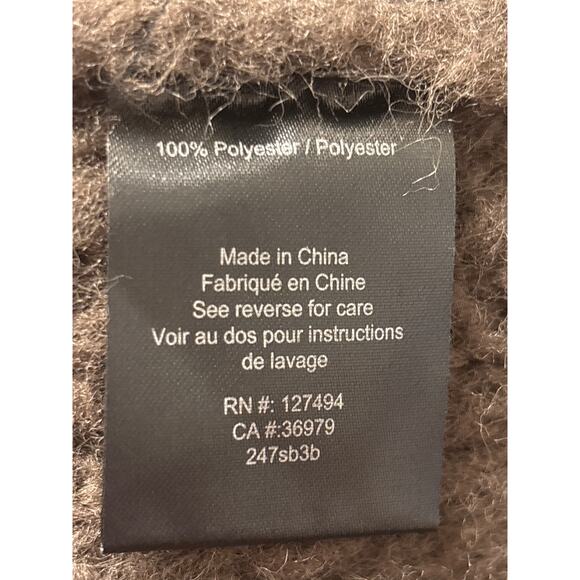 100% Polyester / Polyester
Made in China
Fabriqué en Chine
See reverse for care
Voir au dos pour instructions
de lavage
RN #: 127494
CA #:36979
247sb3b